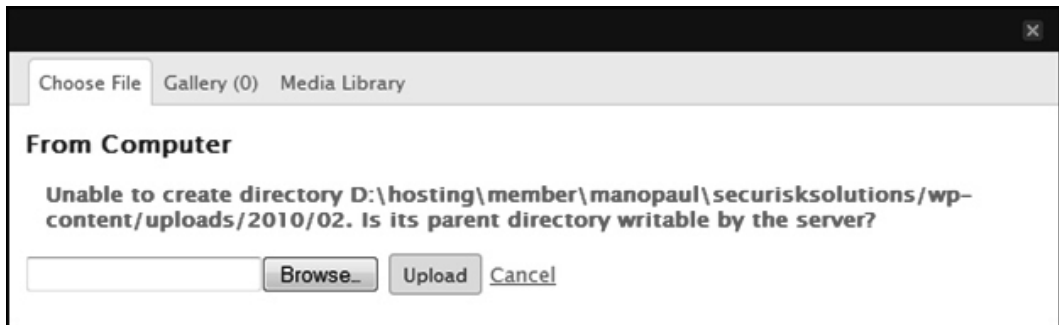 Choose File Gallery (0) Media Library
From Computer
Unable to create directory D:\hosting\member\manopaul\securisksolutions/wp-
content/uploads/2010/02. Is its parent directory writable by the server?
Browse... Upload Cancel